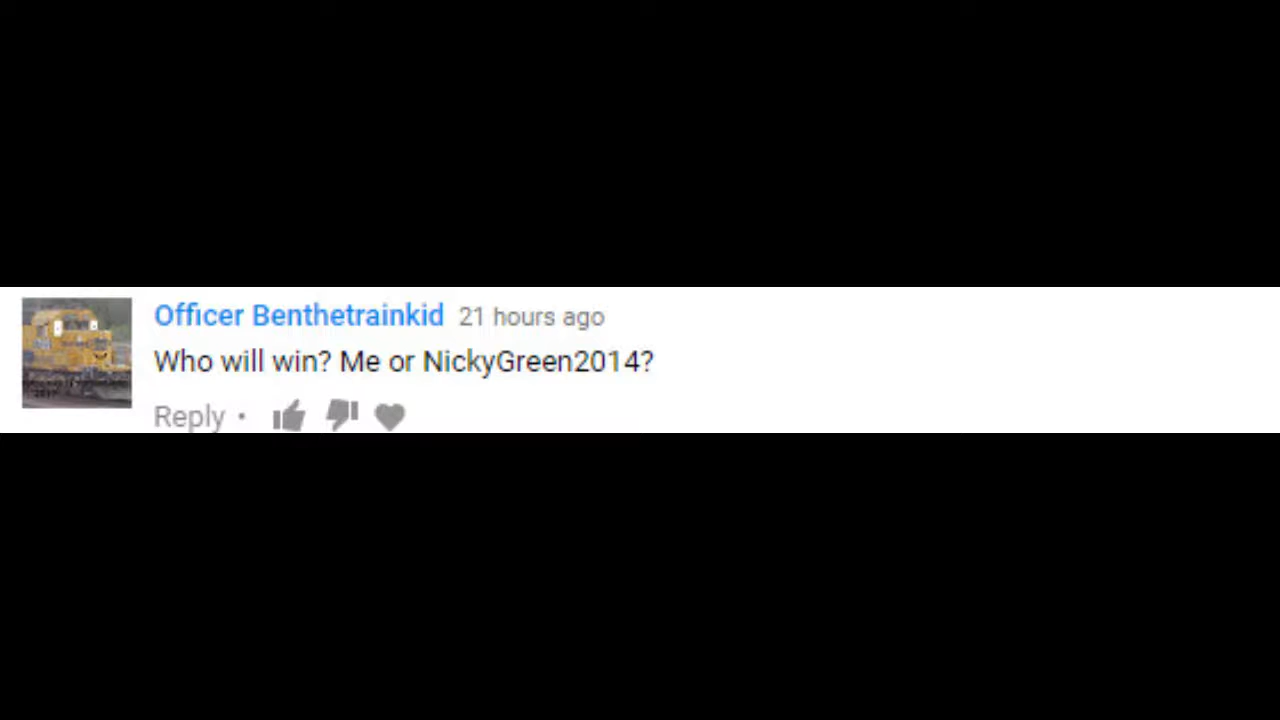 Officer Benthetrainkid 21 hours ago
Who will win? Me or NickyGreen2014?
Reply •